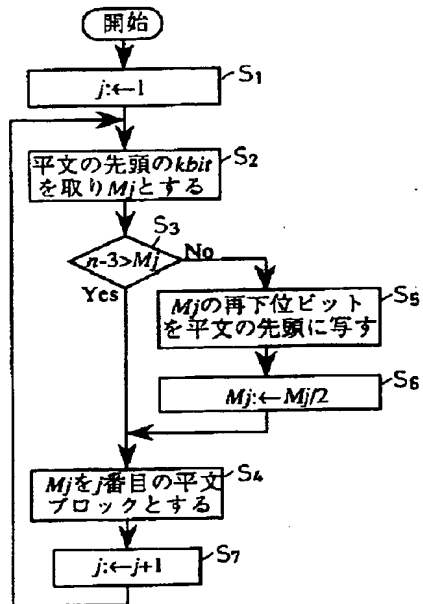 開始
j:←1
S1
平文の先頭のkbit
を取りMjとする
S2
S3
n-3>Mj
No
Yes
Mjの再下位ビット
を平文の先頭に写す
S5
Mj:←Mj/2
S6
Mjをj番目の平文
ブロックとする
S4
j:←j+1
S7